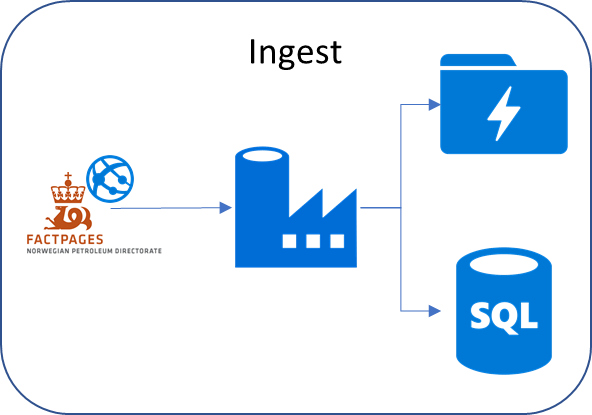 Ingest
FACTPAGES
NORWEGIAN PETROLEUM DIRECTORATE
SQL